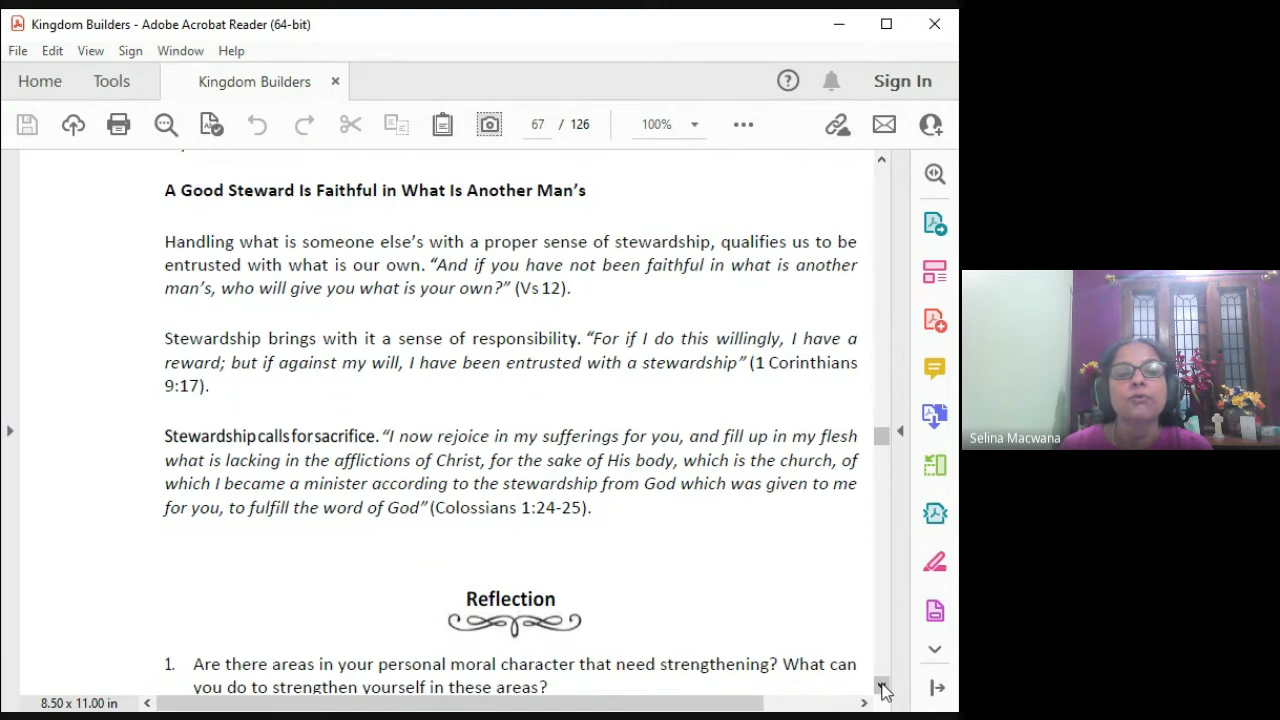 Kingdom Builders - Adobe Acrobat Reader (64-bit)
File Edit View Sign Window Help
Home Tools Kingdom Builders × Sign In
67 / 126 100%
A Good Steward Is Faithful in What Is Another Man's
Handling what is someone else's with a proper sense of stewardship, qualifies us to be
entrusted with what is our own. "And if you have not been faithful in what is another
man's, who will give you what is your own?" (Vs 12).
Stewardship brings with it a sense of responsibility. "For if I do this willingly, I have a
reward; but if against my will, I have been entrusted with a stewardship" (1 Corinthians
9:17).
Stewardship calls for sacrifice. "I now rejoice in my sufferings for you, and fill up in my flesh
what is lacking in the afflictions of Christ, for the sake of His body, which is the church, of
which I became a minister according to the stewardship from God which was given to me
for you, to fulfill the word of God" (Colossians 1:24-25).
Reflection
1. Are there areas in your personal moral character that need strengthening? What can
you do to strengthen yourself in these areas?
8.50 x 11.00 in
Selina Macwana